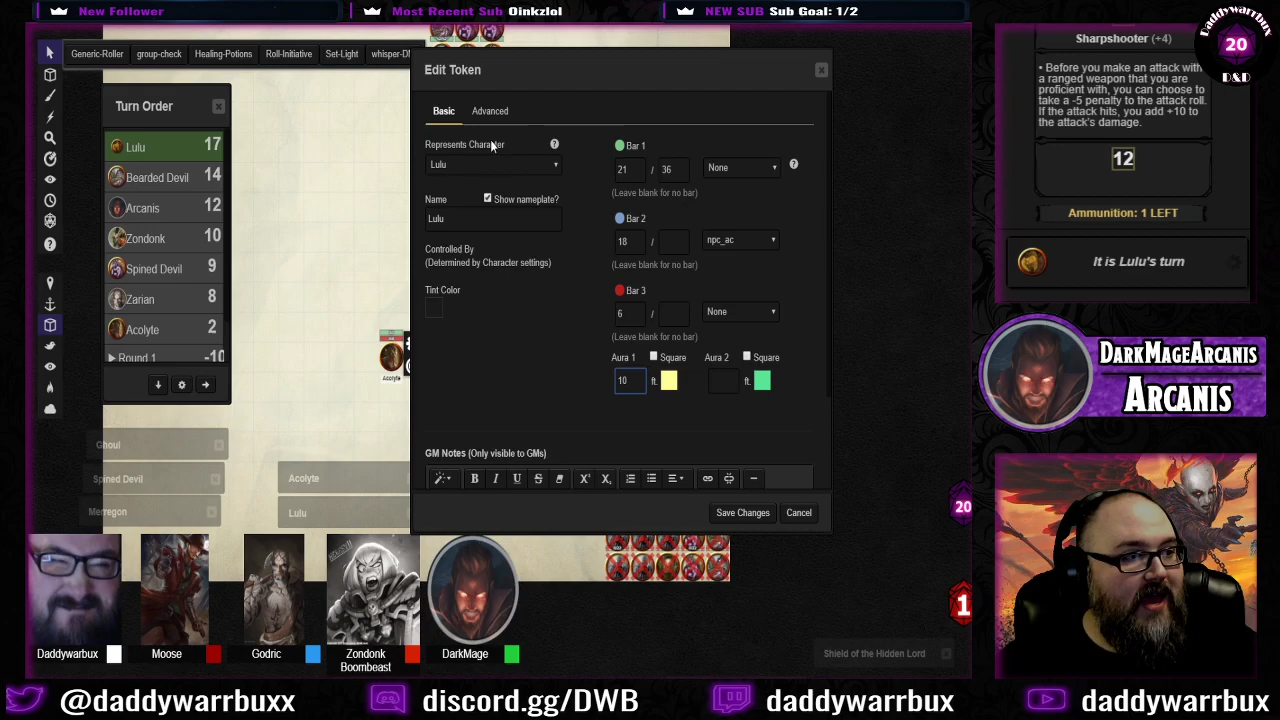 New Follower
Most Recent Sub Oinkzlol
NEW SUB Sub Goal: 1/2
Generic-Roller
group-check
Healing-Potions
Roll-Initiative
Set-Light
whisper-DM
Turn Order
Lulu 17
Bearded Devil 14
Arcanis 12
Zondonk 10
Spined Devil 9
Zarian 8
Acolyte 2
Round 1 -10
Ghoul
Spined Devil
Merregon
Acolyte
Lulu
Acolyte
Edit Token
Basic
Advanced
Represents Character
Lulu
Name
Show nameplate?
Lulu
Controlled By
(Determined by Character settings)
Tint Color
Bar 1
21 / 36
None
(Leave blank for no bar)
Bar 2
18 /
npc_ac
(Leave blank for no bar)
Bar 3
6 /
None
(Leave blank for no bar)
Aura 1
Square
Aura 2
Square
10 ft.
ft.
GM Notes (Only visible to GMs)
Save Changes
Cancel
Sharpshooter (+4)
• Before you make an attack with
a ranged weapon that you are
proficient with, you can choose to
take a -5 penalty to the attack roll.
If the attack hits, you add +10 to
the attack's damage.
12
Ammunition: 1 LEFT
It is Lulu's turn
Daddywarrbux
20
D&D
DarkMageArcanis
Arcanis
20
1
Shield of the Hidden Lord
Daddywarbux
Moose
Godric
Zondonk
Boombeast
DarkMage
@daddywarrbuxx
discord.gg/DWB
daddywarrbux
daddywarrbux